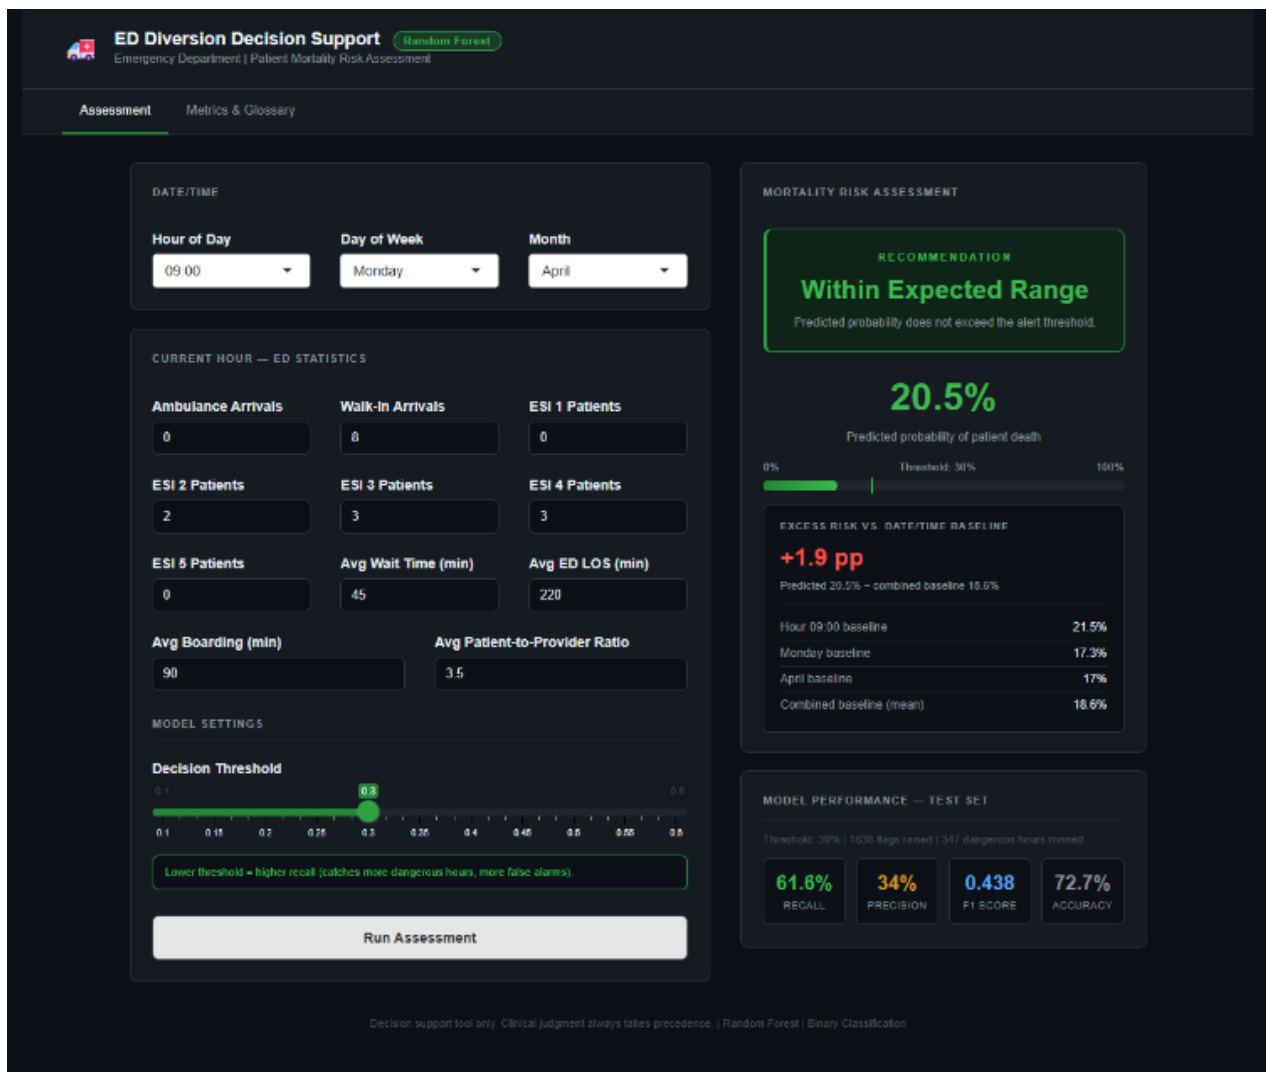 ED Diversion Decision Support Random Forest
Emergency Department | Patient Mortality Risk Assessment
Assessment Metrics & Glossary
DATE/TIME
Hour of Day Day of Week Month
09:00 Monday April
CURRENT HOUR — ED STATISTICS
Ambulance Arrivals Walk-In Arrivals ESI 1 Patients
0 8 0
ESI 2 Patients ESI 3 Patients ESI 4 Patients
2 3 3
ESI 5 Patients Avg Wait Time (min) Avg ED LOS (min)
0 45 220
Avg Boarding (min) Avg Patient-to-Provider Ratio
90 3.5
MODEL SETTINGS
Decision Threshold
0.1 0.3 0.6
0.1 0.15 0.2 0.25 0.3 0.35 0.4 0.45 0.5 0.55 0.6
Lower threshold = higher recall (catches more dangerous hours, more false alarms).
Run Assessment
MORTALITY RISK ASSESSMENT
RECOMMENDATION
Within Expected Range
Predicted probability does not exceed the alert threshold.
20.5%
Predicted probability of patient death
0% Threshold: 30% 100%
EXCESS RISK VS. DATE/TIME BASELINE
+1.9 pp
Predicted 20.5% − combined baseline 18.6%
Hour 09:00 baseline 21.5%
Monday baseline 17.3%
April baseline 17%
Combined baseline (mean) 18.6%
MODEL PERFORMANCE — TEST SET
Threshold: 30% | 1638 flags raised | 347 dangerous hours missed
61.6% 34% 0.438 72.7%
RECALL PRECISION F1 SCORE ACCURACY
Decision support tool only. Clinical judgment always takes precedence. | Random Forest | Binary Classification